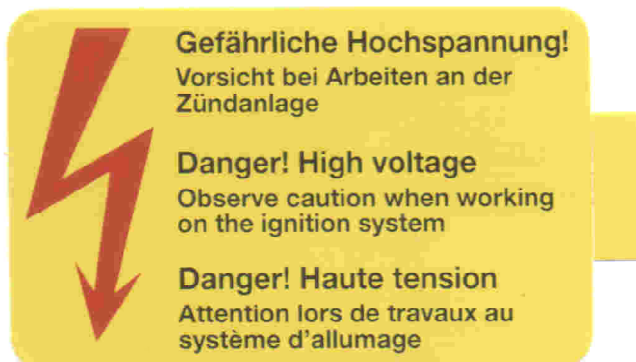 Gefährliche Hochspannung!
Vorsicht bei Arbeiten an der
Zündanlage
Danger! High voltage
Observe caution when working
on the ignition system
Danger! Haute tension
Attention lors de travaux au
système d'allumage